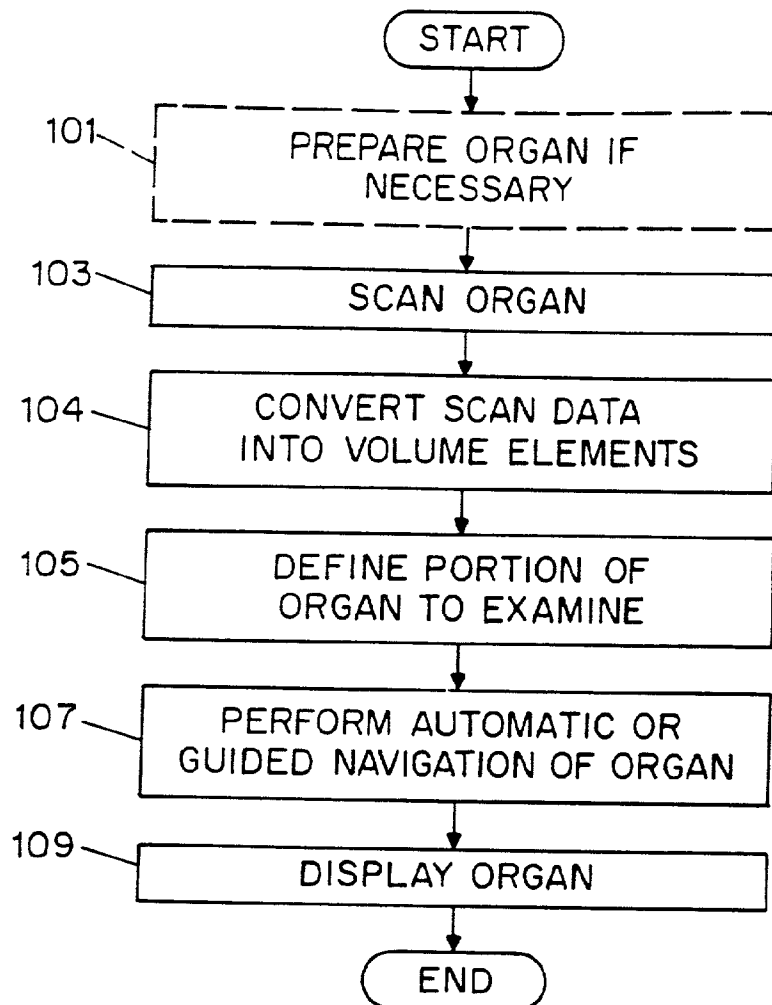 START
101
PREPARE ORGAN IF
NECESSARY
103
SCAN ORGAN
104
CONVERT SCAN DATA
INTO VOLUME ELEMENTS
105
DEFINE PORTION OF
ORGAN TO EXAMINE
107
PERFORM AUTOMATIC OR
GUIDED NAVIGATION OF ORGAN
109
DISPLAY ORGAN
END